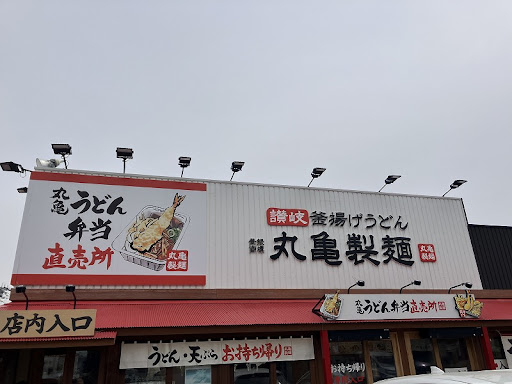 丸亀
うどん
弁当
直売所
丸亀
製麺
讃岐 釜揚げうどん
丸亀製麺
丸亀
製麺
店内入口
丸亀 うどん弁当 直売所
うどん・天ぷら お持ち帰り
お持ち帰り